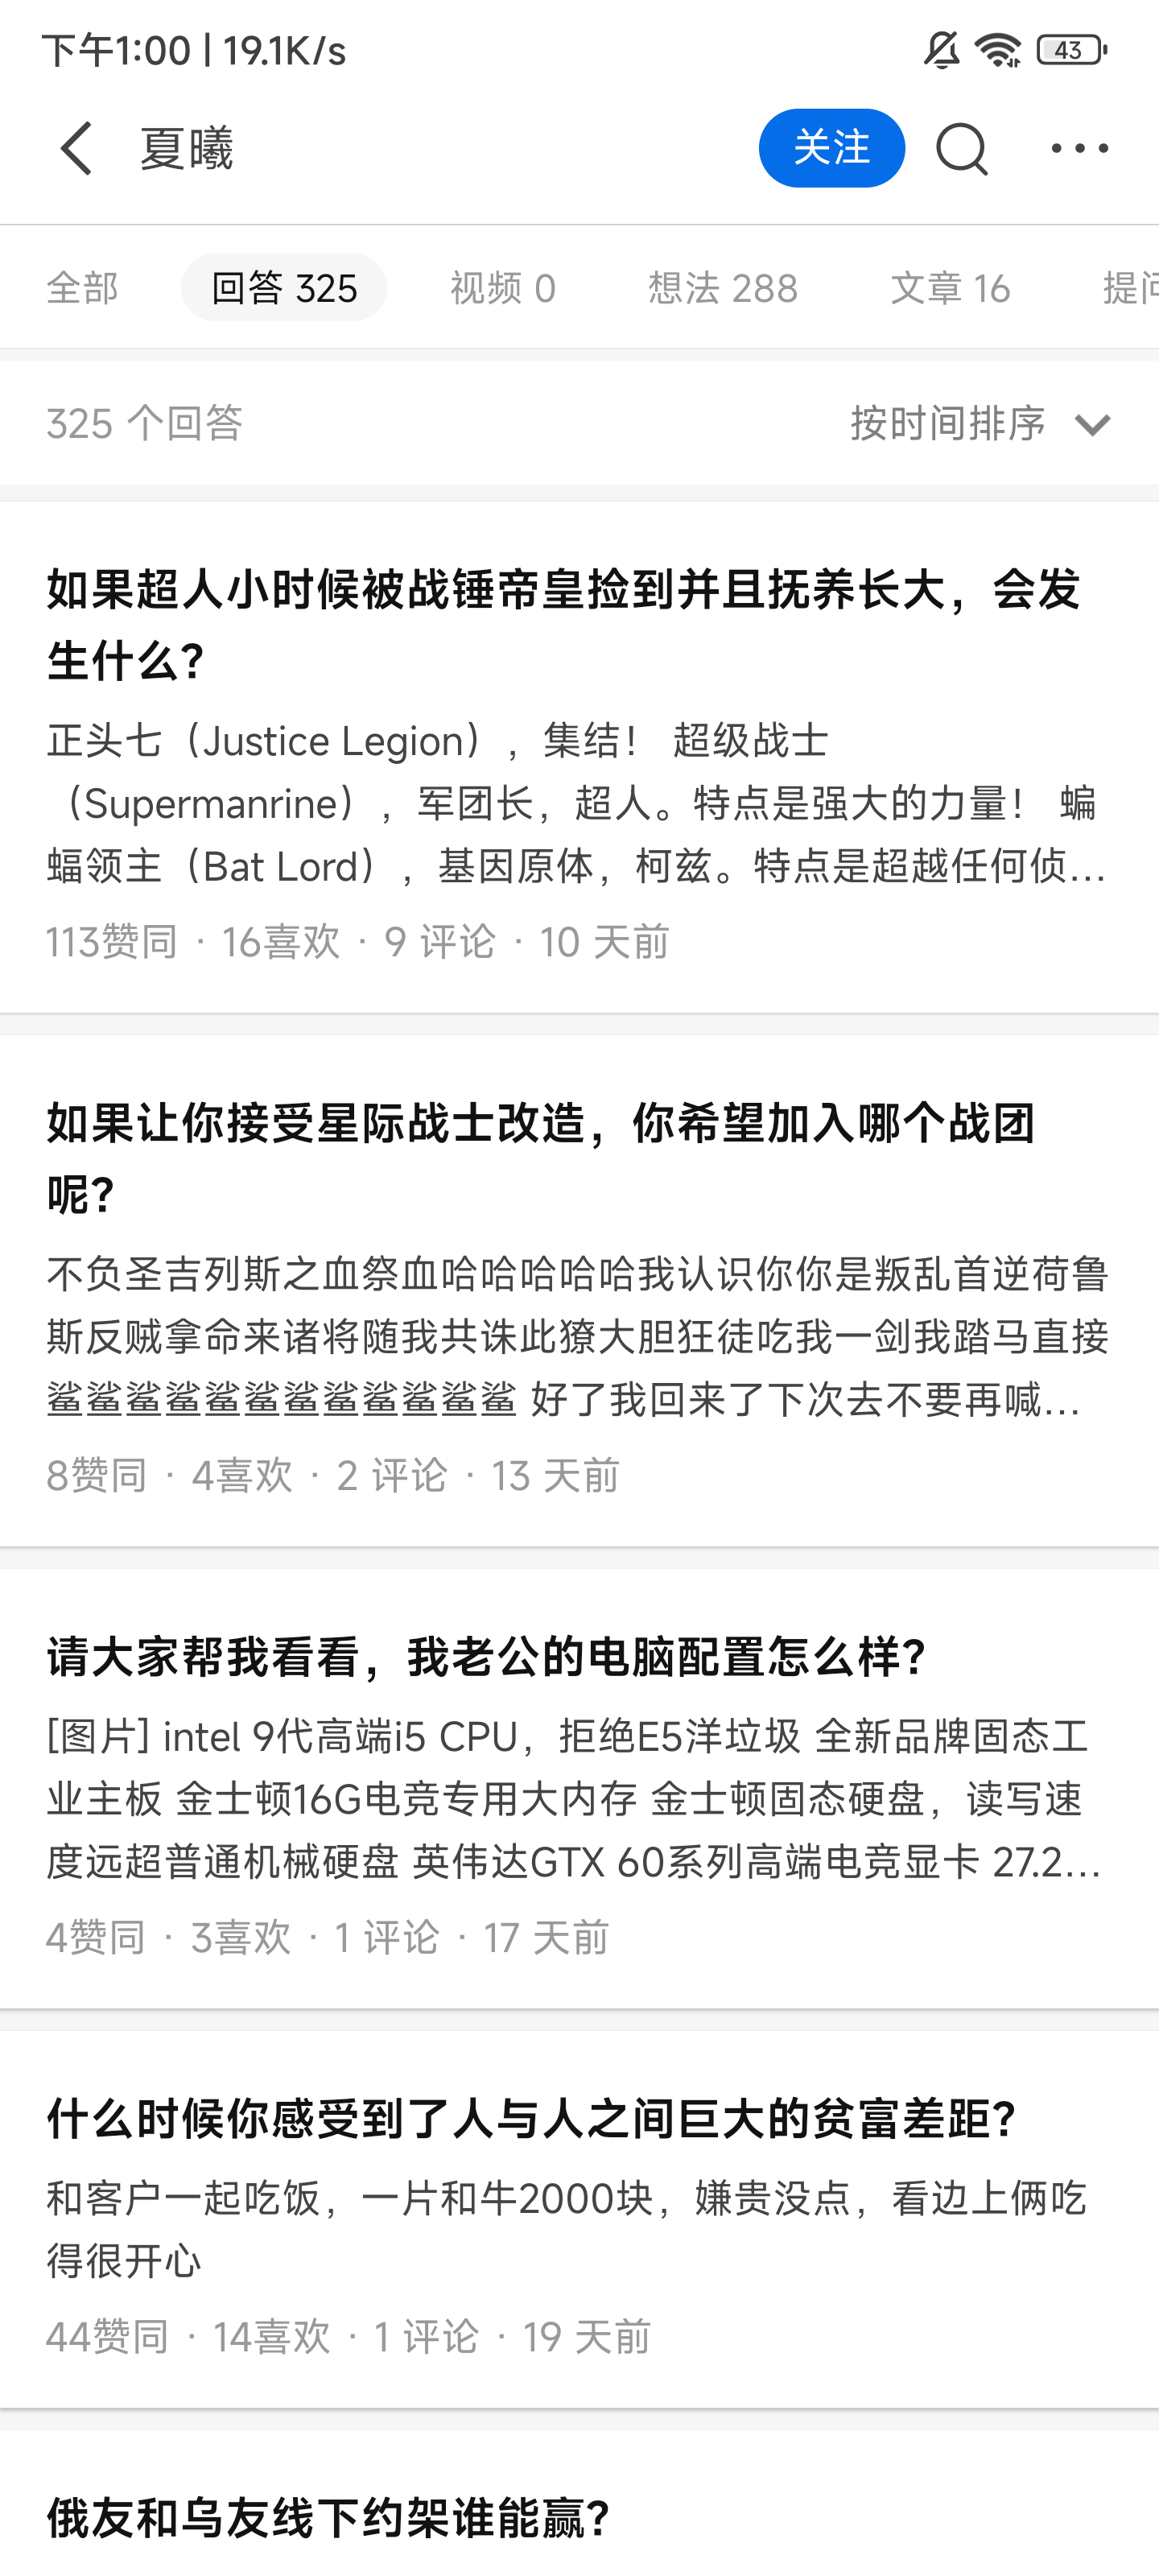 下午1:00 | 19.1K/s
43
夏曦
关注
全部
回答 325
视频 0
想法 288
文章 16
提问
325 个回答
按时间排序
如果超人小时候被战锤帝皇捡到并且抚养长大，会发
生什么？
正头七（Justice Legion），集结！ 超级战士
（Supermanrine），军团长，超人。特点是强大的力量！ 蝙
蝠领主（Bat Lord），基因原体，柯兹。特点是超越任何侦...
113赞同 · 16喜欢 · 9 评论 · 10 天前
如果让你接受星际战士改造，你希望加入哪个战团
呢？
不负圣吉列斯之血祭血哈哈哈哈哈我认识你你是叛乱首逆荷鲁
斯反贼拿命来诸将随我共诛此獠大胆狂徒吃我一剑我踏马直接
鲨鲨鲨鲨鲨鲨鲨鲨鲨鲨鲨鲨 好了我回来了下次去不要再喊...
8赞同 · 4喜欢 · 2 评论 · 13 天前
请大家帮我看看，我老公的电脑配置怎么样？
[图片] intel 9代高端i5 CPU，拒绝E5洋垃圾 全新品牌固态工
业主板 金士顿16G电竞专用大内存 金士顿固态硬盘，读写速
度远超普通机械硬盘 英伟达GTX 60系列高端电竞显卡 27.2...
4赞同 · 3喜欢 · 1 评论 · 17 天前
什么时候你感受到了人与人之间巨大的贫富差距？
和客户一起吃饭，一片和牛2000块，嫌贵没点，看边上俩吃
得很开心
44赞同 · 14喜欢 · 1 评论 · 19 天前
俄友和乌友线下约架谁能赢？